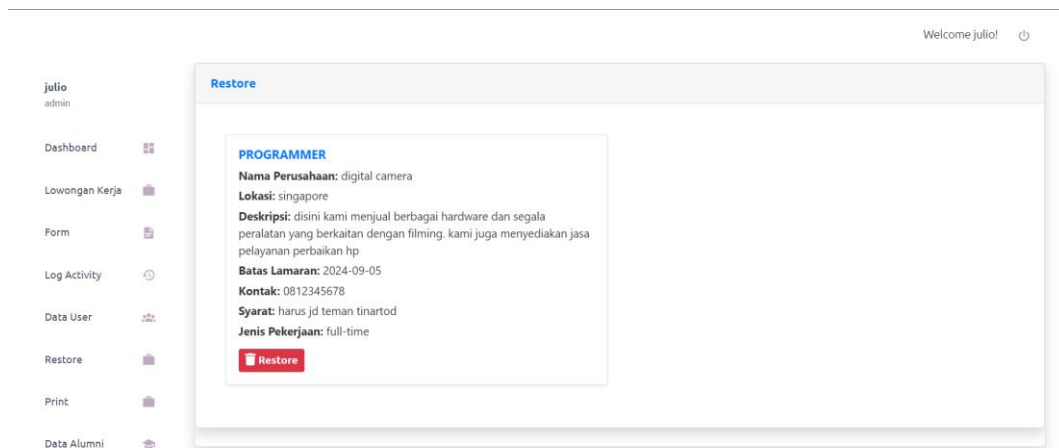 Welcome julio!
julio
admin
Dashboard
Lowongan Kerja
Form
Log Activity
Data User
Restore
Print
Data Alumni
Restore
PROGRAMMER
Nama Perusahaan: digital camera
Lokasi: singapore
Deskripsi: disini kami menjual berbagai hardware dan segala
peralatan yang berkaitan dengan filming. kami juga menyediakan jasa
pelayanan perbaikan hp
Batas Lamaran: 2024-09-05
Kontak: 0812345678
Syarat: harus jd teman tinartod
Jenis Pekerjaan: full-time
Restore